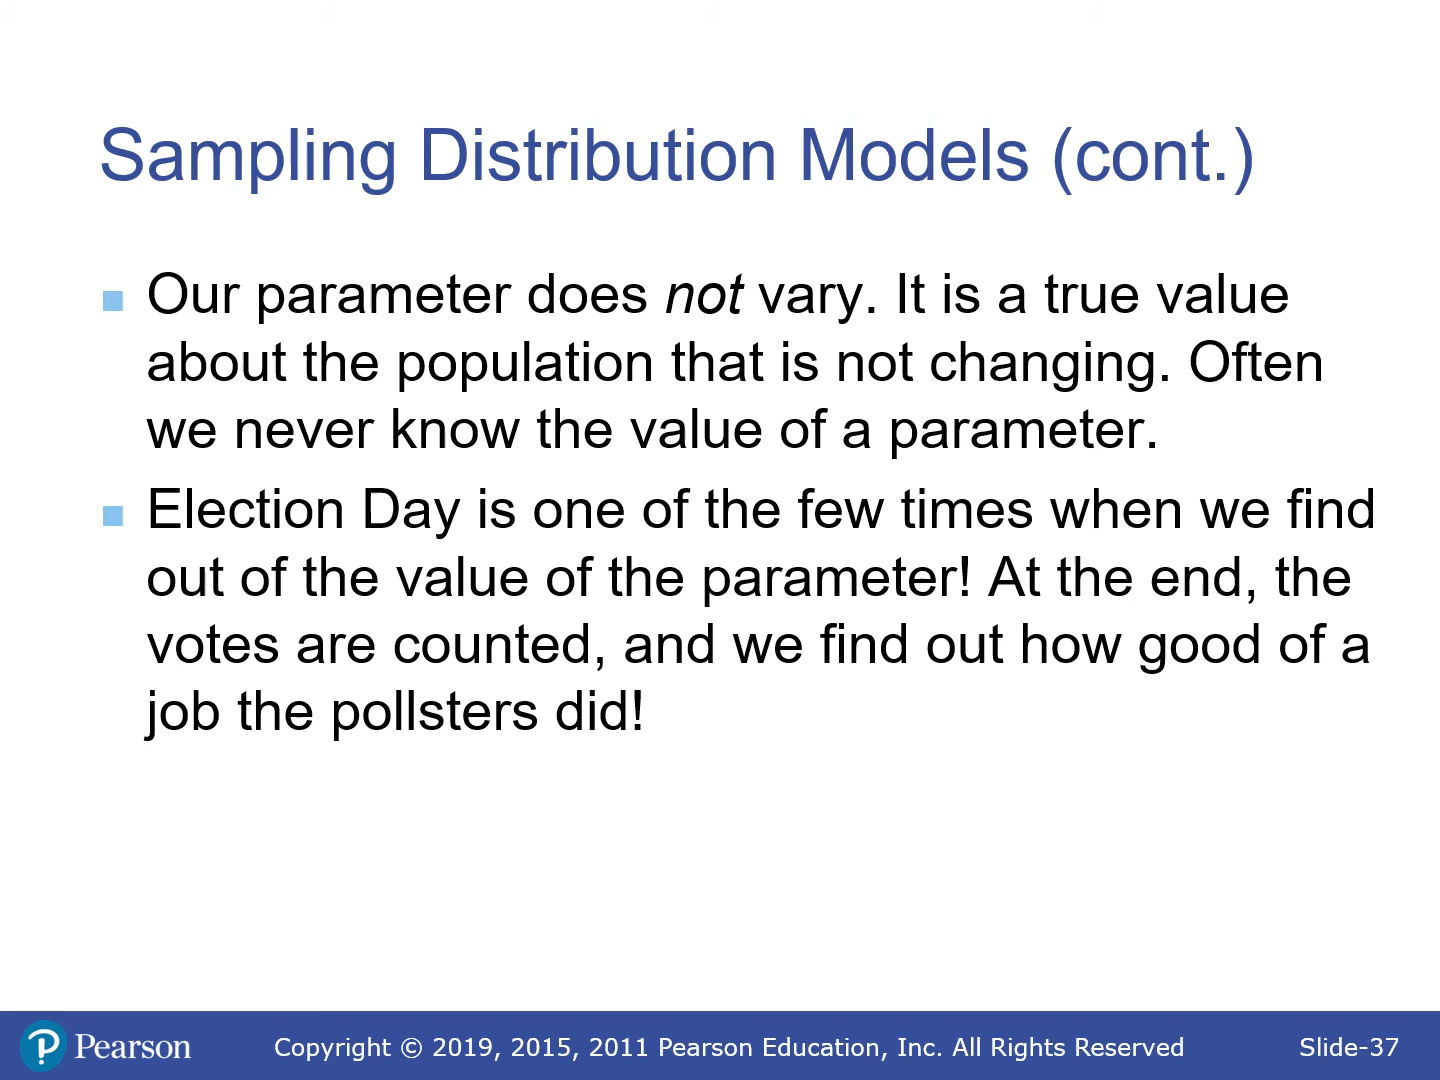 Sampling Distribution Models (cont.)
Our parameter does not vary. It is a true value
about the population that is not changing. Often
we never know the value of a parameter.
Election Day is one of the few times when we find
out of the value of the parameter! At the end, the
votes are counted, and we find out how good of a
job the pollsters did!
Pearson
Copyright © 2019, 2015, 2011 Pearson Education, Inc. All Rights Reserved
Slide-37